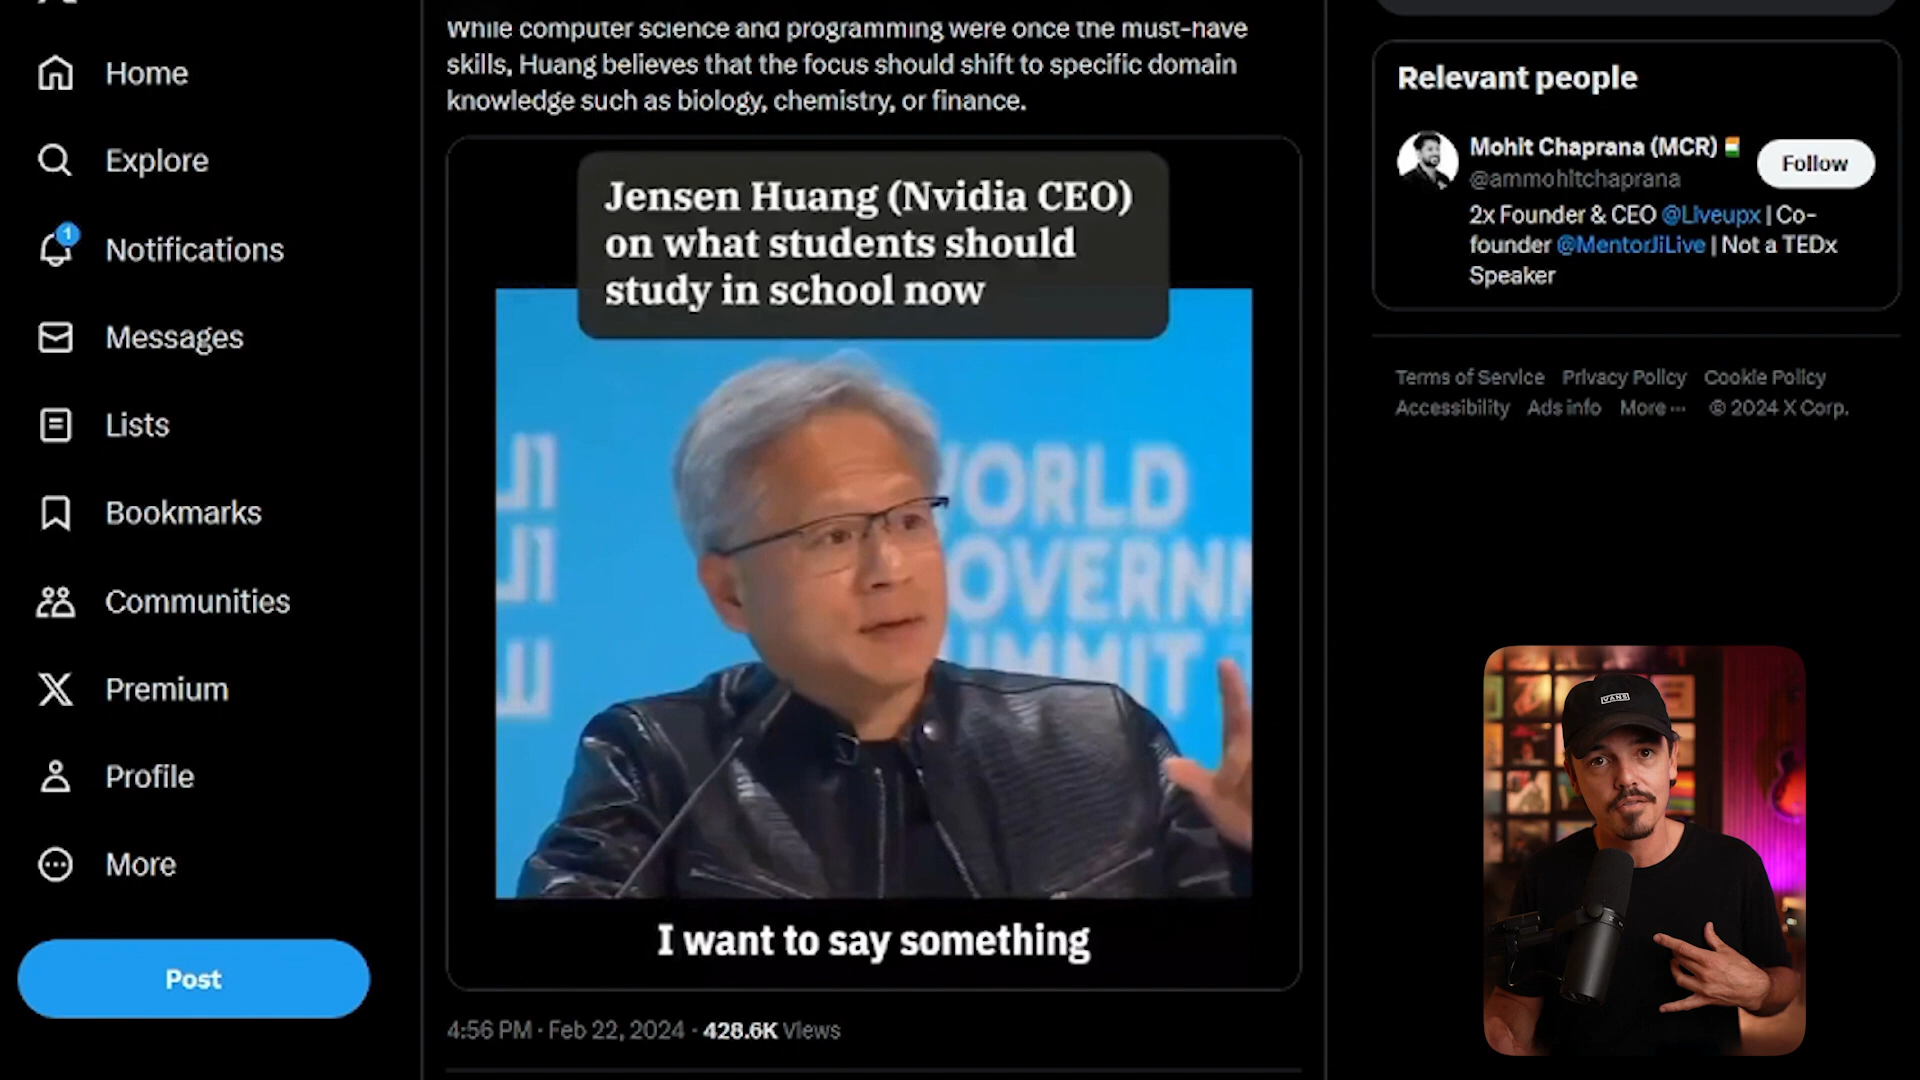 Home
Explore
1
Notifications
Messages
Lists
Bookmarks
Communities
Premium
Profile
More
Post
While computer science and programming were once the must-have
skills, Huang believes that the focus should shift to specific domain
knowledge such as biology, chemistry, or finance.
Jensen Huang (Nvidia CEO)
on what students should
study in school now
WORLD
GOVERNM
SUMMIT
I want to say something
4:56 PM · Feb 22, 2024 · 428.6K Views
Relevant people
Mohit Chaprana (MCR)
@ammohitchaprana
Follow
2x Founder & CEO @Liveupx | Co-
founder @MentorJiLive | Not a TEDx
Speaker
Terms of Service Privacy Policy Cookie Policy
Accessibility Ads info More ··· © 2024 X Corp.
VANS